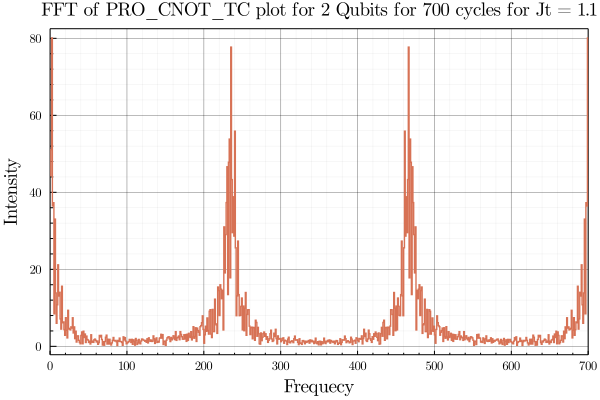 FFT of PRO_CNOT_TC plot for 2 Qubits for 700 cycles for Jt = 1.1
80
60
40
20
0
Intensity
0 100 200 300 400 500 600 700
Frequecy